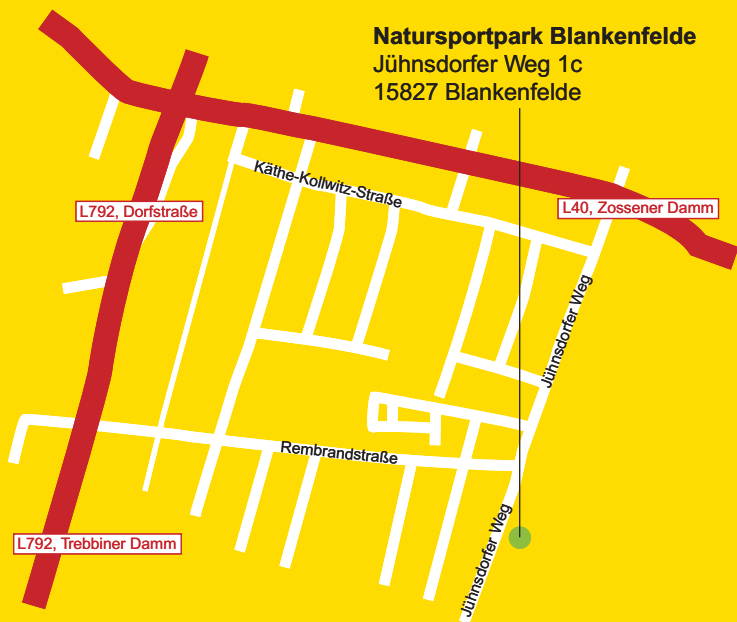 Natursportpark Blankenfelde
Jühnsdorfer Weg 1c
15827 Blankenfelde
Käthe-Kollwitz-Straße
L792, Dorfstraße
L40, Zossener Damm
Jühnsdorfer Weg
Rembrandstraße
L792, Trebbiner Damm
Jühnsdorfer Weg